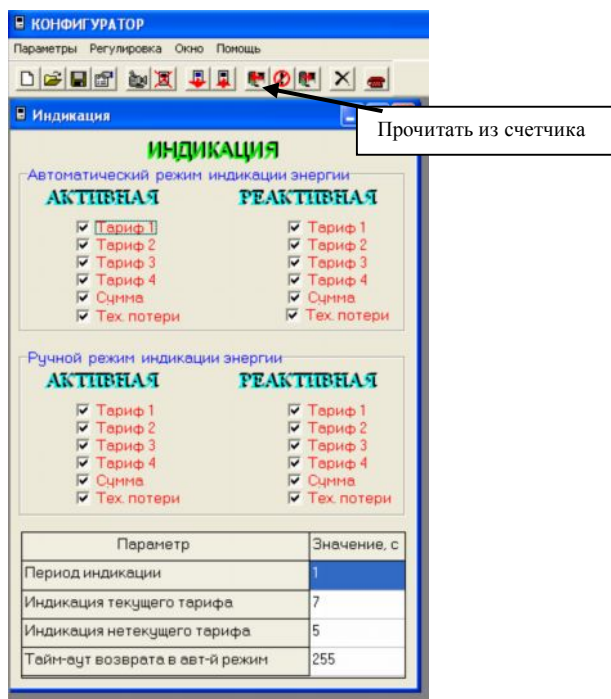 КОНФИГУРАТОР
Параметры Регулировка Окно Помощь
Индикация
Прочитать из счетчика
ИНДИКАЦИЯ
Автоматический режим индикации энергии
АКТИВНАЯ РЕАКТИВНАЯ
Тариф 1 Тариф 1
Тариф 2 Тариф 2
Тариф 3 Тариф 3
Тариф 4 Тариф 4
Сумма Сумма
Тех. потери Тех. потери
Ручной режим индикации энергии
АКТИВНАЯ РЕАКТИВНАЯ
Тариф 1 Тариф 1
Тариф 2 Тариф 2
Тариф 3 Тариф 3
Тариф 4 Тариф 4
Сумма Сумма
Тех. потери Тех. потери
Параметр Значение, с
Период индикации 1
Индикация текущего тарифа 7
Индикация нетекущего тарифа 5
Тайм-аут возврата в авт-й режим 255